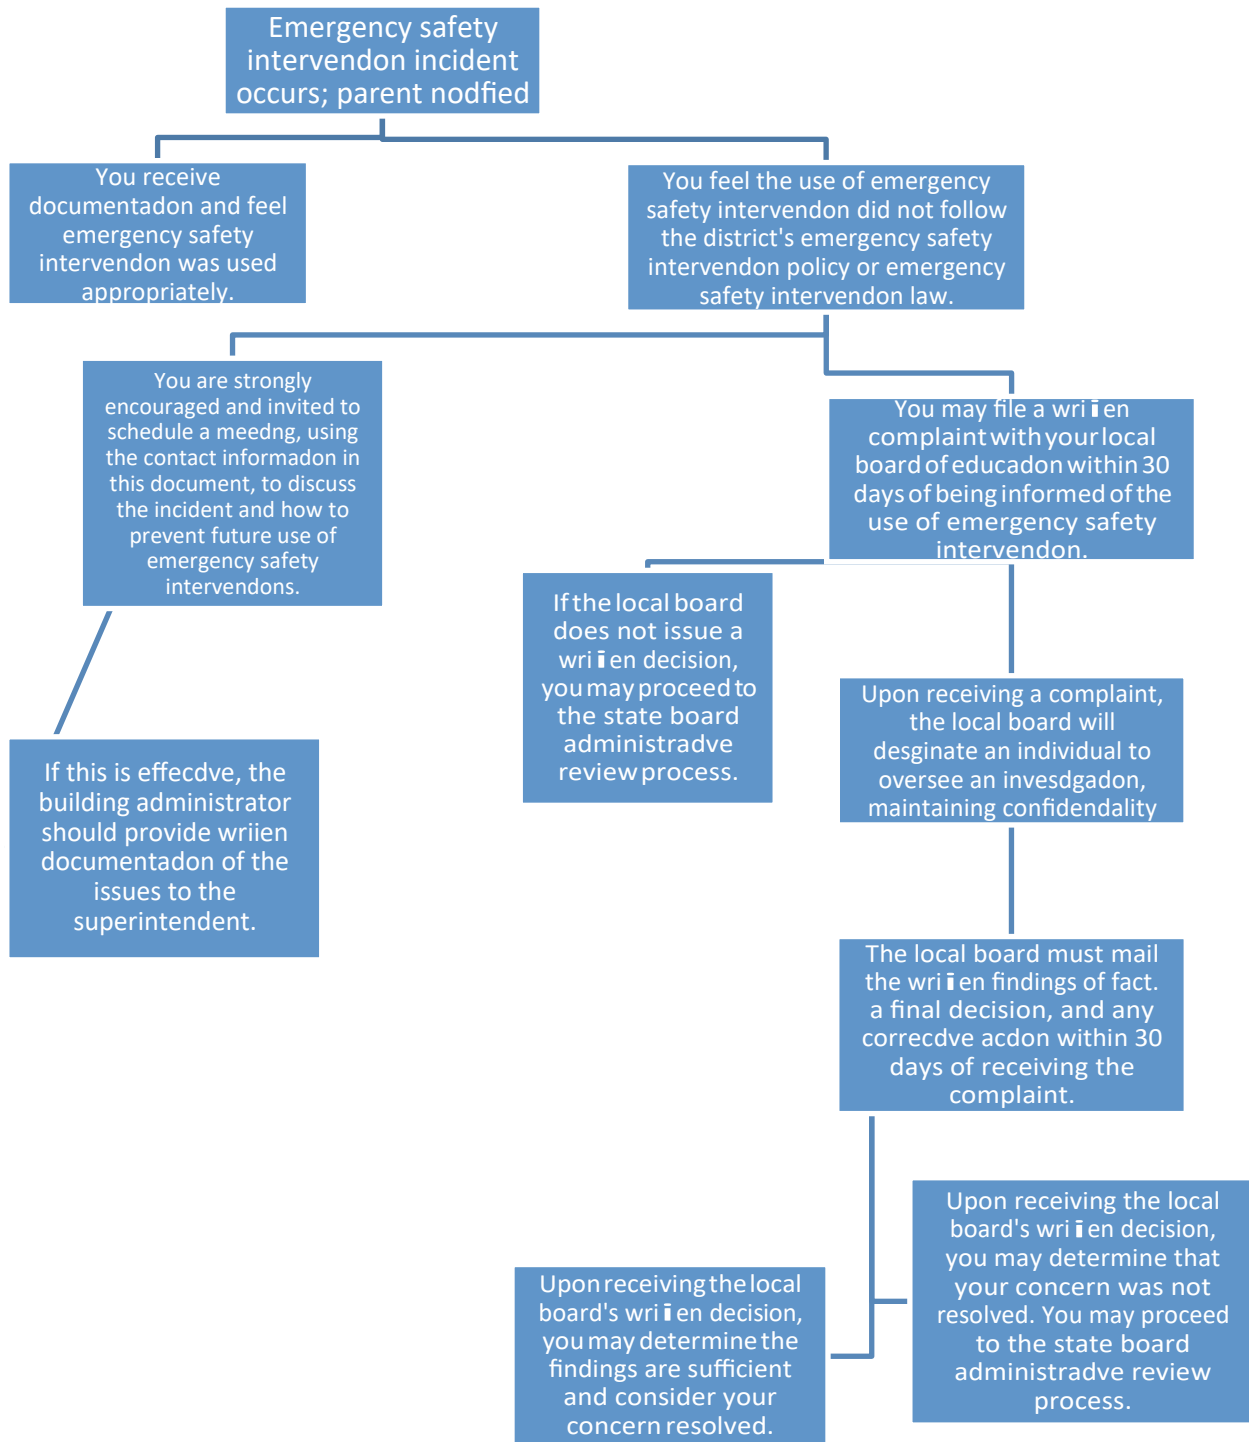 Emergency safety
intervendon incident
occurs; parent nodfied
You receive
documentadon and feel
emergency safety
intervendon was used
appropriately.
You feel the use of emergency
safety intervendon did not follow
the district's emergency safety
intervendon policy or emergency
safety intervendon law.
You are strongly
encouraged and invited to
schedule a meedng, using
the contact informadon in
this document, to discuss
the incident and how to
prevent future use of
emergency safety
intervendons.
You may file a wri ī en
complaint with your local
board of educadon within 30
days of being informed of the
use of emergency safety
intervendon.
If the local board
does not issue a
wri ī en decision,
you may proceed to
the state board
administradve
review process.
Upon receiving a complaint,
the local board will
desginate an individual to
oversee an invesdgadon,
maintaining confidendality
If this is effecdve, the
building administrator
should provide wriien
documentadon of the
issues to the
superintendent.
The local board must mail
the wri ī en findings of fact.
a final decision, and any
correcdve acdon within 30
days of receiving the
complaint.
Upon receiving the local
board's wri ī en decision,
you may determine that
your concern was not
resolved. You may proceed
to the state board
administradve review
process.
Upon receiving the local
board's wri ī en decision,
you may determine the
findings are sufficient
and consider your
concern resolved.